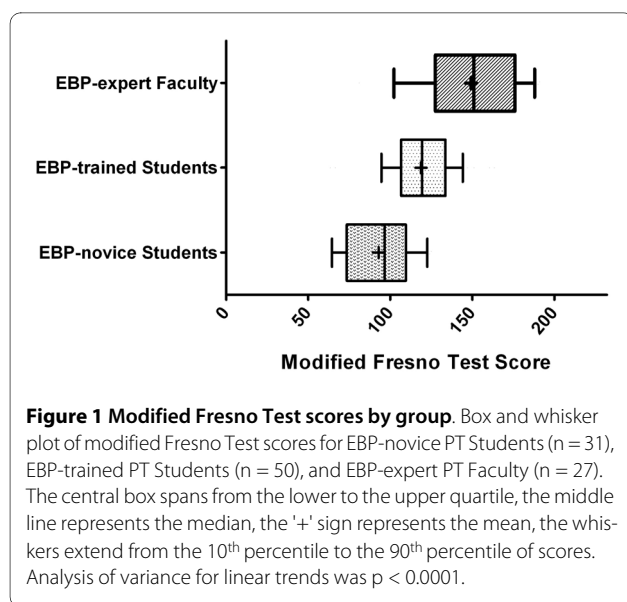 EBP-expert Faculty
EBP-trained Students
EBP-novice Students
0
50
100
150
200
Modified Fresno Test Score
Figure 1 Modified Fresno Test scores by group. Box and whisker
plot of modified Fresno Test scores for EBP-novice PT Students (n = 31),
EBP-trained PT Students (n = 50), and EBP-expert PT Faculty (n = 27).
The central box spans from the lower to the upper quartile, the middle
line represents the median, the '+' sign represents the mean, the whis-
kers extend from the 10th percentile to the 90th percentile of scores.
Analysis of variance for linear trends was p < 0.0001.